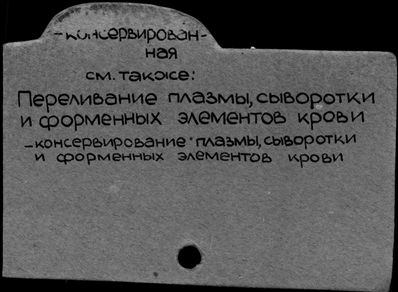 -консервирован-
ная
см. также:
Переливание плазмы, сыворотки
и форменных элементов крови
-консервирование плазмы, сыворотки
и форменных элементов крови